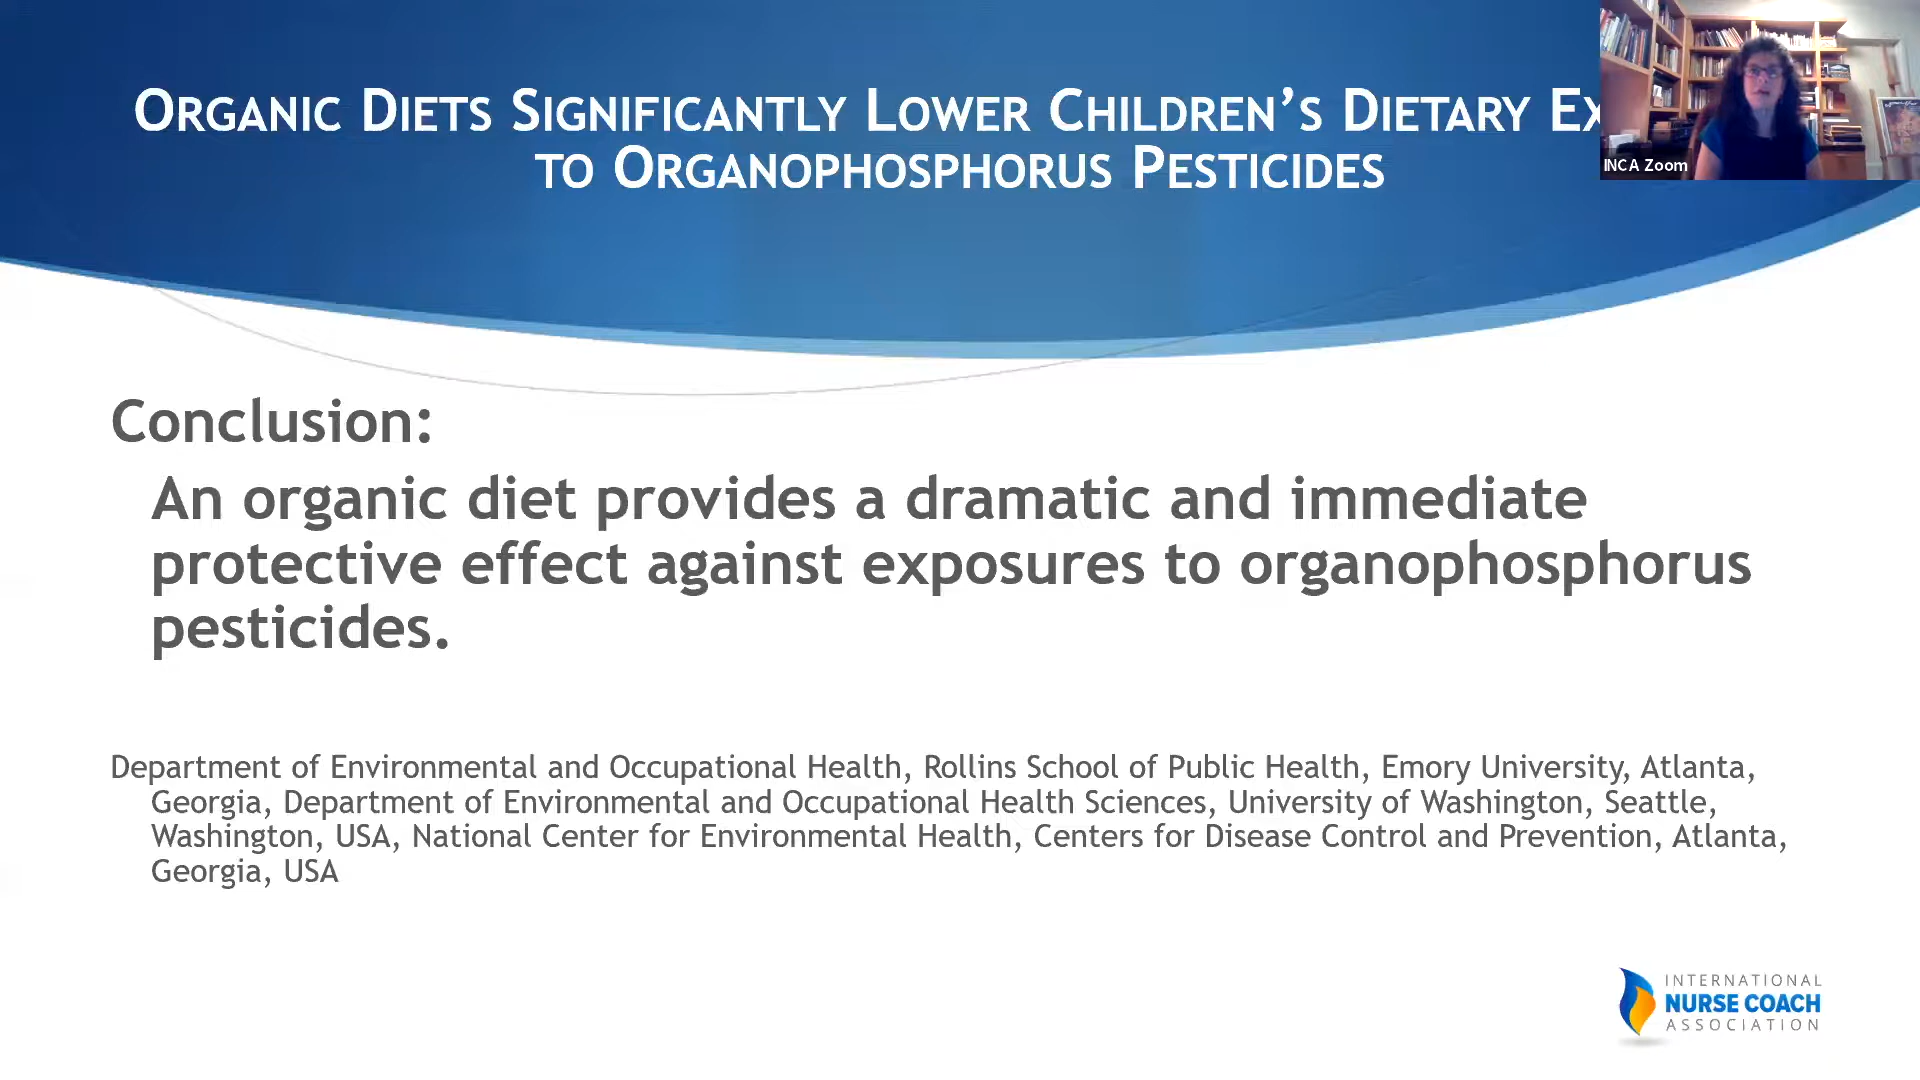 ORGANIC DIETS SIGNIFICANTLY LOWER CHILDREN’S DIETARY
TO ORGANOPHOSPHORUS PESTICIDES
INCA Zoom
Conclusion:
An organic diet provides a dramatic and immediate
protective effect against exposures to organophosphorus
pesticides.
Department of Environmental and Occupational Health, Rollins School of Public Health, Emory University, Atlanta,
Georgia, Department of Environmental and Occupational Health Sciences, University of Washington, Seattle,
Washington, USA, National Center for Environmental Health, Centers for Disease Control and Prevention, Atlanta,
Georgia, USA
INTERNATIONAL
NURSE COACH
ASSOCIATION